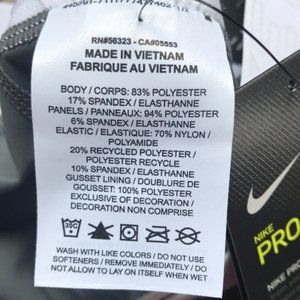 RN#56323 - CA#05553
MADE IN VIETNAM
FABRIQUE AU VIETNAM
BODY / CORPS: 83% POLYESTER
17% SPANDEX / ELASTHANNE
PANELS / PANNEAUX: 94% POLYESTER
6% SPANDEX / ELASTHANNE
ELASTIC / ELASTIQUE: 70% NYLON /
POLYAMIDE
20% RECYCLED POLYESTER /
POLYESTER RECYCLE
10% SPANDEX / ELASTHANNE
GUSSET LINING / DOUBLURE DE
GOUSSET: 100% POLYESTER
EXCLUSIVE OF DECORATION /
DECORATION NON COMPRISE
WASH WITH LIKE COLORS / DO NOT USE
SOFTENERS / REMOVE IMMEDIATELY / DO
NOT ALLOW TO LAY ON ITSELF WHEN WET
NIKE
PRO
NIKE PRO